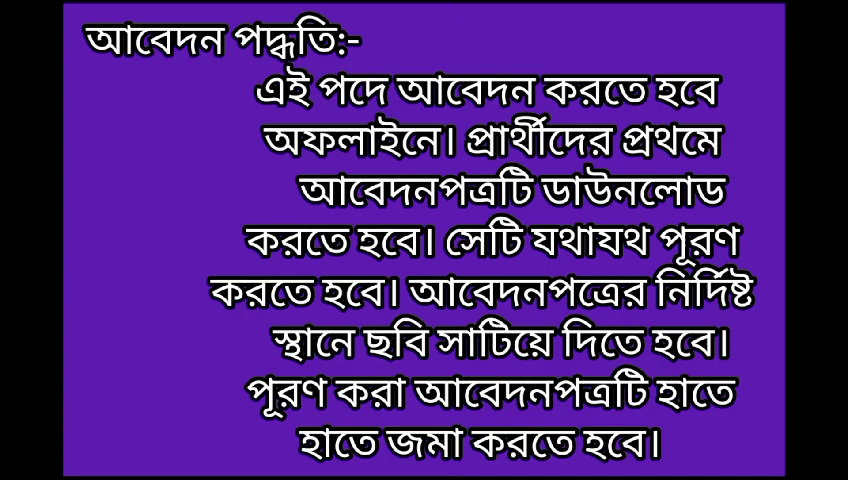 আবেদন পদ্ধতি:-
এই পদে আবেদন করতে হবে
অফলাইনে। প্রার্থীদের প্রথমে
আবেদনপত্রটি ডাউনলোড
করতে হবে। সেটি যথাযথ পূরণ
করতে হবে। আবেদনপত্রের নির্দিষ্ট
স্থানে ছবি সাটিয়ে দিতে হবে।
পূরণ করা আবেদনপত্রটি হাতে
হাতে জমা করতে হবে।